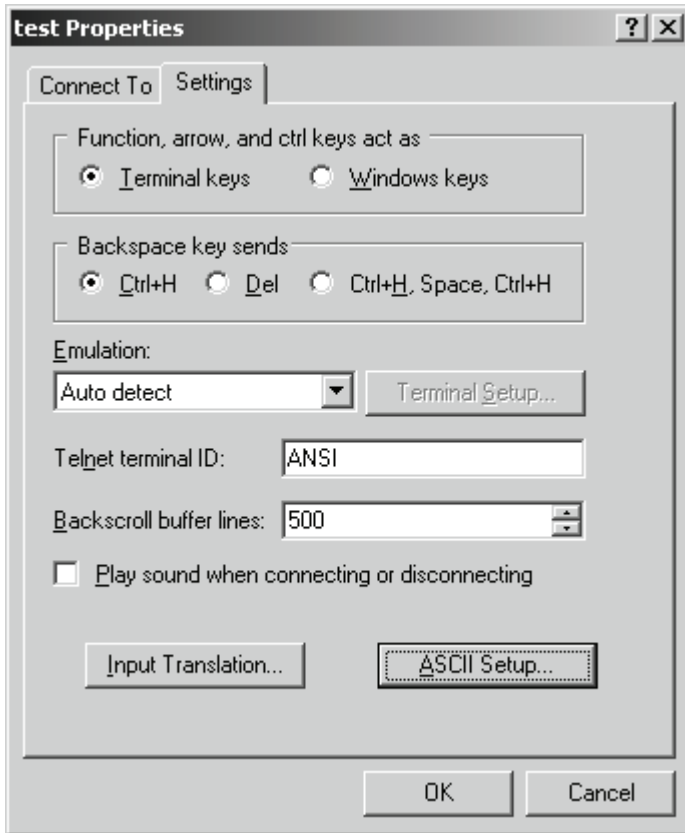 test Properties
Connect To Settings
Function, arrow, and ctrl keys act as
Terminal keys Windows keys
Backspace key sends
Ctrl+H Del Ctrl+H, Space, Ctrl+H
Emulation:
Auto detect Terminal Setup...
Telnet terminal ID: ANSI
Backscroll buffer lines: 500
Play sound when connecting or disconnecting
Input Translation... ASCII Setup...
OK Cancel